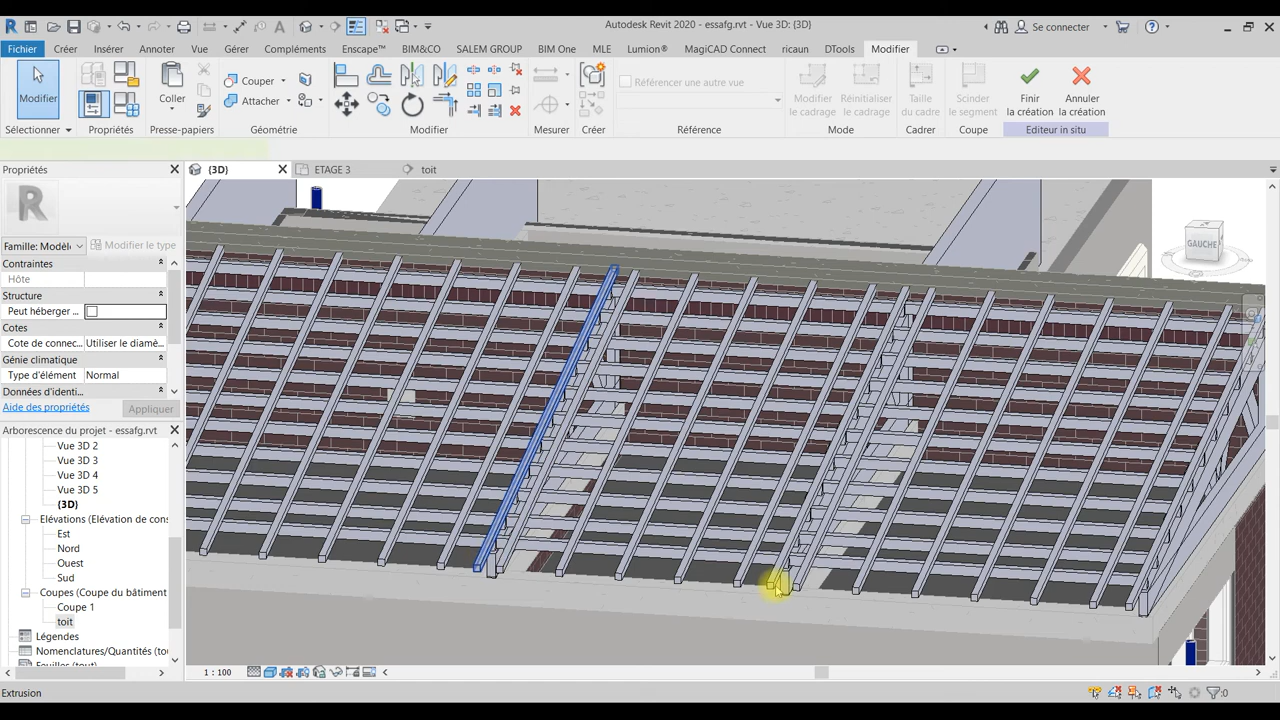 Autodesk Revit 2020 - essafg.rvt - Vue 3D: {3D}
Se connecter
Fichier Créer Insérer Annoter Vue Gérer Compléments Enscape™ BIM&CO SALEM GROUP BIM One MLE Lumion® MagiCAD Connect ricaun DTools Modifier
Modifier
Coller
Couper
Attacher
Référencer une autre vue
Modifier le cadrage
Réinitialiser le cadrage
Taille du cadre
Scinder le segment
Finir la création
Annuler la création
Sélectionner Propriétés Presse-papiers Géométrie Modifier Mesurer Créer Référence Mode Cadrer Coupe Editeur in situ
Propriétés
{3D} ETAGE 3 toit
Famille: Modèl
Modifier le type
Contraintes
Hôte
Structure
Peut héberger ...
Cotes
Cote de connec... Utiliser le diamè...
Génie climatique
Type d'élément Normal
Données d'identi...
Aide des propriétés Appliquer
Arborescence du projet - essafg.rvt
Vue 3D 2
Vue 3D 3
Vue 3D 4
Vue 3D 5
{3D}
Elévations (Elévation de cons
Est
Nord
Ouest
Sud
Coupes (Coupe du bâtiment
Coupe 1
toit
Légendes
Nomenclatures/Quantités (tou
Feuilles (tout)
GAUCHE
1 : 100
Extrusion
:0